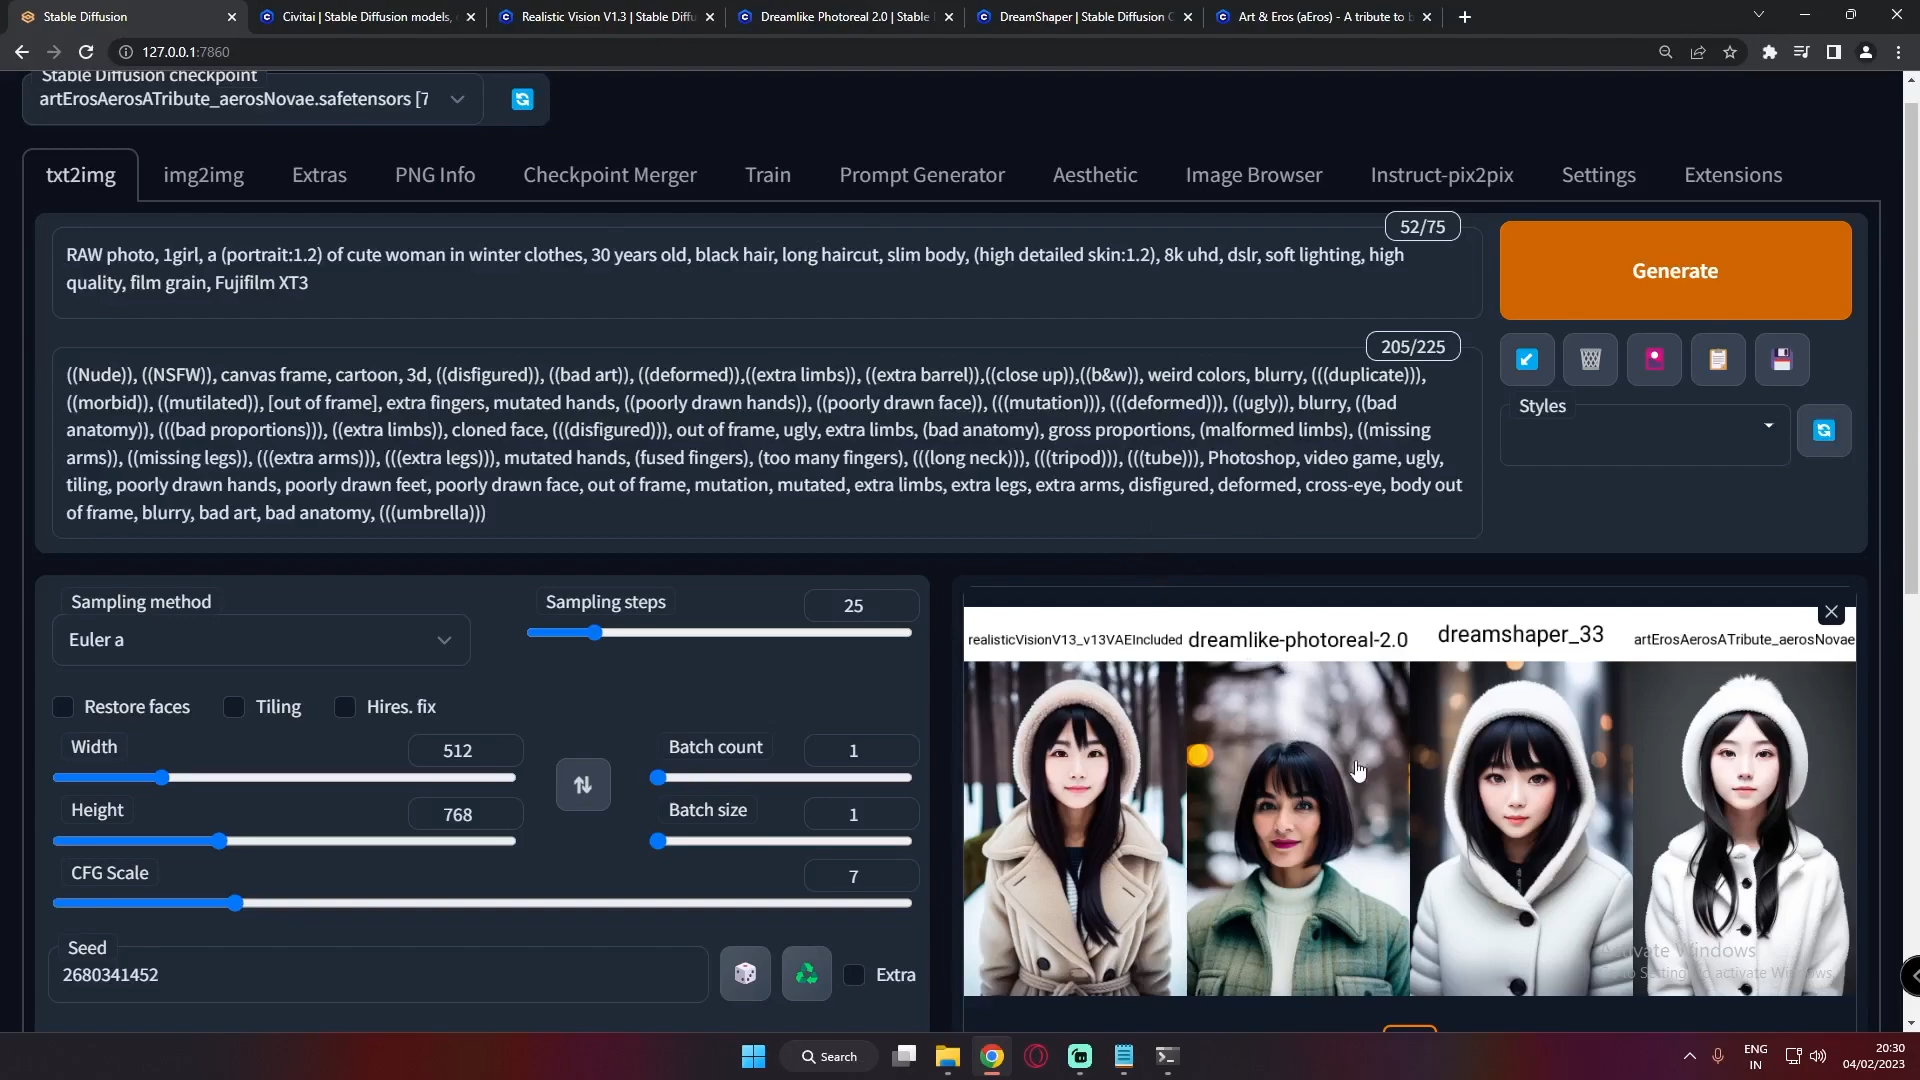 Stable Diffusion
Civitai | Stable Diffusion models,
Realistic Vision V1.3 | Stable Diffu
Dreamlike Photoreal 2.0 | Stable
DreamShaper | Stable Diffusion C
Art & Eros (aEros) - A tribute to b
127.0.0.1:7860
Stable Diffusion checkpoint
artErosAerosATribute_aerosNovae.safetensors [7
txt2img
img2img
Extras
PNG Info
Checkpoint Merger
Train
Prompt Generator
Aesthetic
Image Browser
Instruct-pix2pix
Settings
Extensions
52/75
RAW photo, 1girl, a (portrait:1.2) of cute woman in winter clothes, 30 years old, black hair, long haircut, slim body, (high detailed skin:1.2), 8k uhd, dslr, soft lighting, high
quality, film grain, Fujifilm XT3
Generate
205/225
((Nude)), ((NSFW)), canvas frame, cartoon, 3d, ((disfigured)), ((bad art)), ((deformed)),((extra limbs)), ((extra barrel)),((close up)),((b&w)), weird colors, blurry, (((duplicate))),
((morbid)), ((mutilated)), [out of frame], extra fingers, mutated hands, ((poorly drawn hands)), ((poorly drawn face)), (((mutation))), (((deformed))), ((ugly)), blurry, ((bad
anatomy)), (((bad proportions))), ((extra limbs)), cloned face, (((disfigured))), out of frame, ugly, extra limbs, (bad anatomy), gross proportions, (malformed limbs), ((missing
arms)), ((missing legs)), (((extra arms))), (((extra legs))), mutated hands, (fused fingers), (too many fingers), (((long neck))), (((tripod))), (((tube))), Photoshop, video game, ugly,
tiling, poorly drawn hands, poorly drawn feet, poorly drawn face, out of frame, mutation, mutated, extra limbs, extra legs, extra arms, disfigured, deformed, cross-eye, body out
of frame, blurry, bad art, bad anatomy, (((umbrella)))
Styles
Sampling method
Euler a
Sampling steps
25
Restore faces
Tiling
Hires. fix
Width
512
Height
768
Batch count
1
Batch size
1
CFG Scale
7
Seed
2680341452
Extra
realisticVisionV13_v13VAEIncluded
dreamlike-photoreal-2.0
dreamshaper_33
artErosAerosATribute_aerosNovae
Activate Windows
Go to Settings to activate Windows.
Search
ENG
IN
20:30
04/02/2023